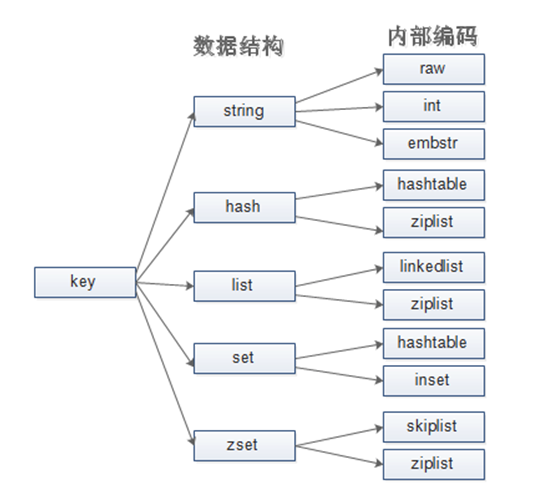 数据结构
内部编码
key
string
raw
int
embstr
hash
hashtable
ziplist
list
linkedlist
ziplist
set
hashtable
inset
zset
skiplist
ziplist